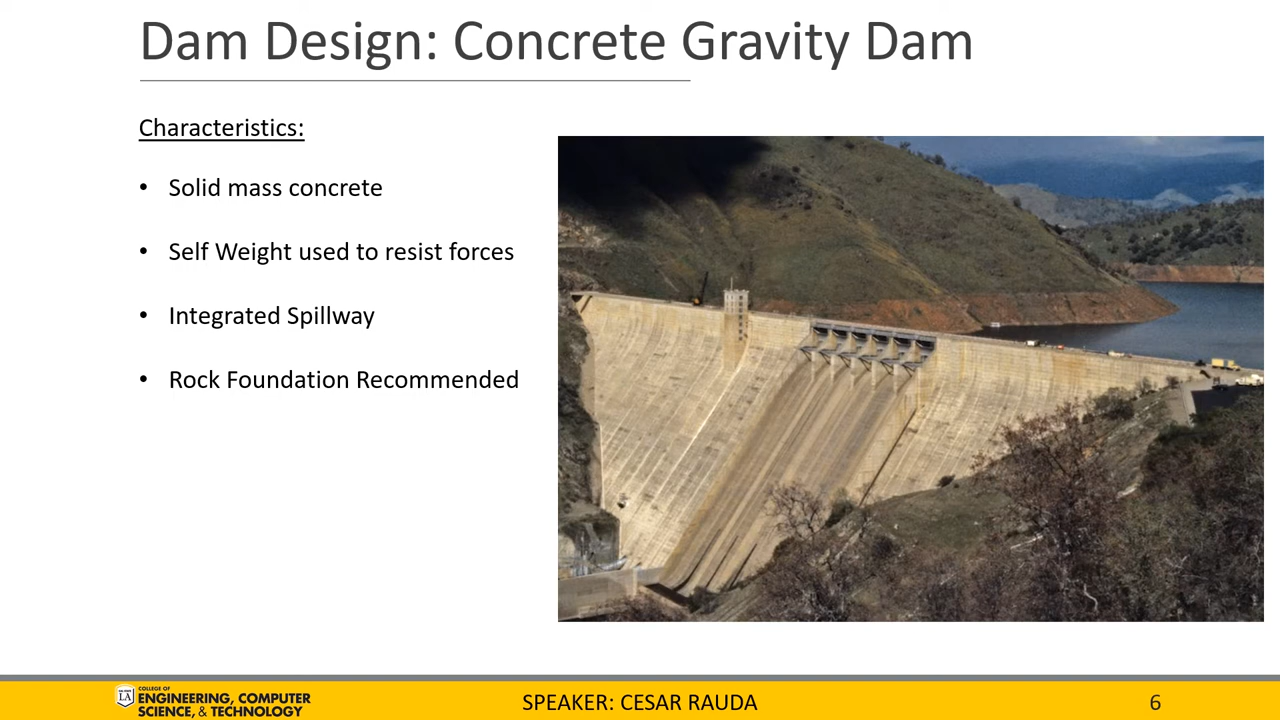 Dam Design: Concrete Gravity Dam
Characteristics:
• Solid mass concrete
• Self Weight used to resist forces
• Integrated Spillway
• Rock Foundation Recommended
LA
COLLEGE OF
ENGINEERING, COMPUTER
SCIENCE, & TECHNOLOGY
SPEAKER: CESAR RAUDA
6